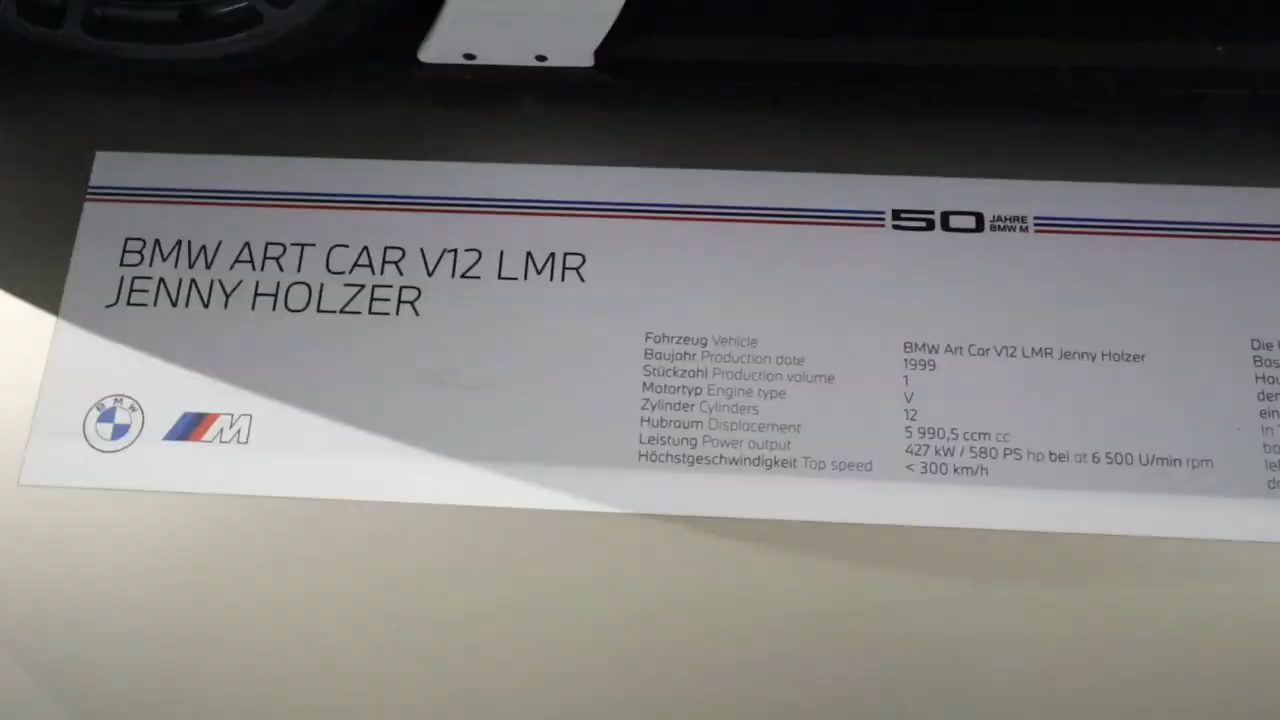 50 JAHRE BMW M
BMW ART CAR V12 LMR
JENNY HOLZER
Fahrzeug Vehicle BMW Art Car V12 LMR Jenny Holzer
Baujahr Production date 1999
Stückzahl Production volume 1
Motortyp Engine type V
Zylinder Cylinders 12
Hubraum Displacement 5 990,5 ccm cc
Leistung Power output 427 kW / 580 PS hp bei at 6 500 U/min rpm
Höchstgeschwindigkeit Top speed < 300 km/h
BMW
M
Die